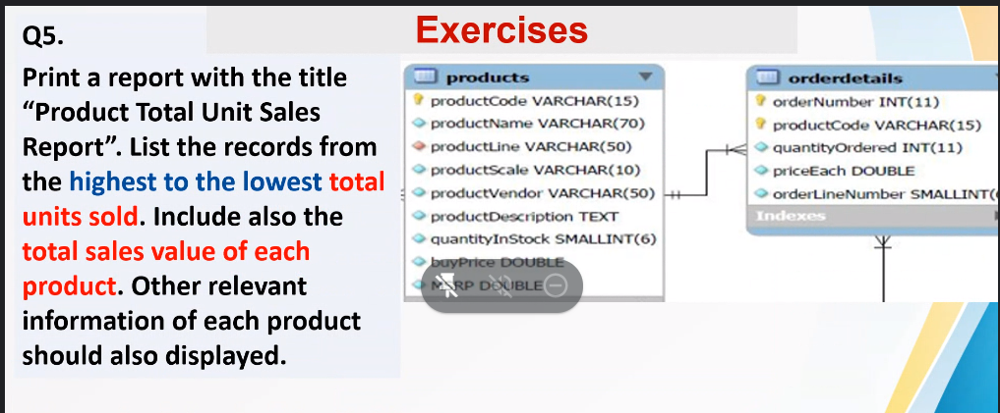 Exercises
Q5.
Print a report with the title
“Product Total Unit Sales
Report”. List the records from
the highest to the lowest total
units sold. Include also the
total sales value of each
product. Other relevant
information of each product
should also displayed.
products
productCode VARCHAR(15)
productName VARCHAR(70)
productLine VARCHAR(50)
productScale VARCHAR(10)
productVendor VARCHAR(50)
productDescription TEXT
quantityInStock SMALLINT(6)
buyPrice DOUBLE
MSRP DOUBLE
orderdetails
orderNumber INT(11)
productCode VARCHAR(15)
quantityOrdered INT(11)
priceEach DOUBLE
orderLineNumber SMALLINT(
Indexes